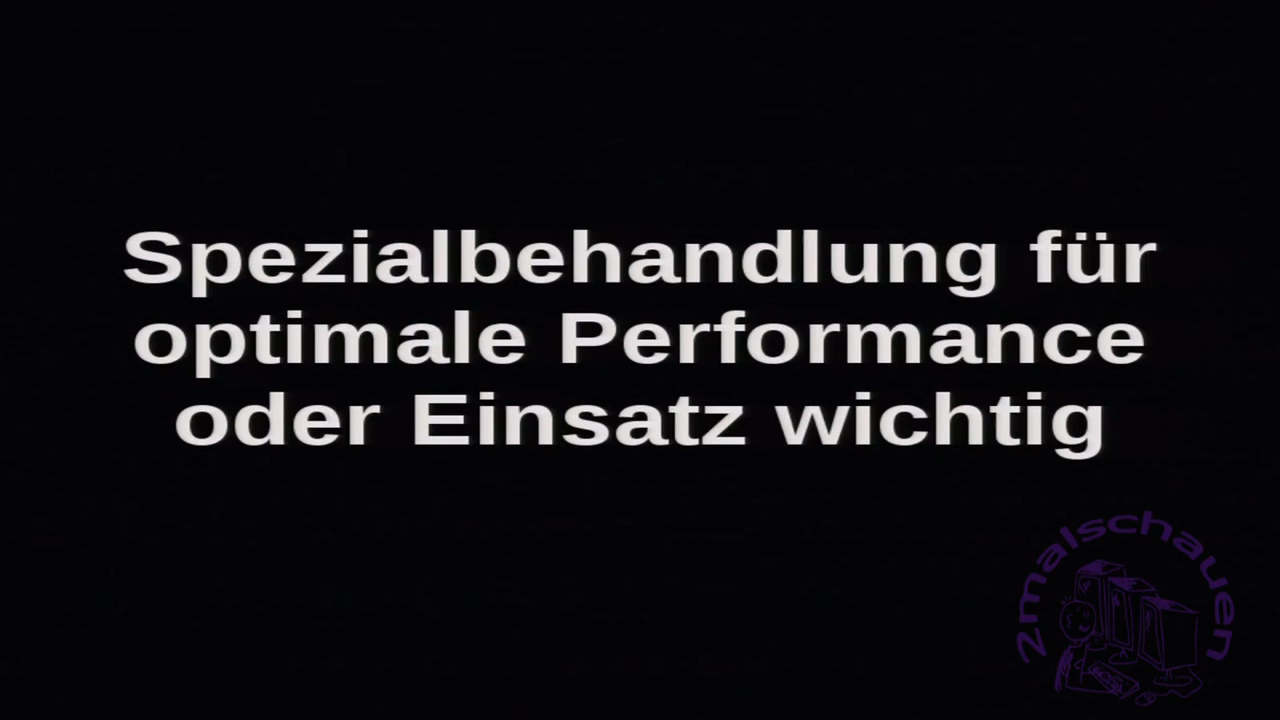 Spezialbehandlung für
optimale Performance
oder Einsatz wichtig
2malschauen